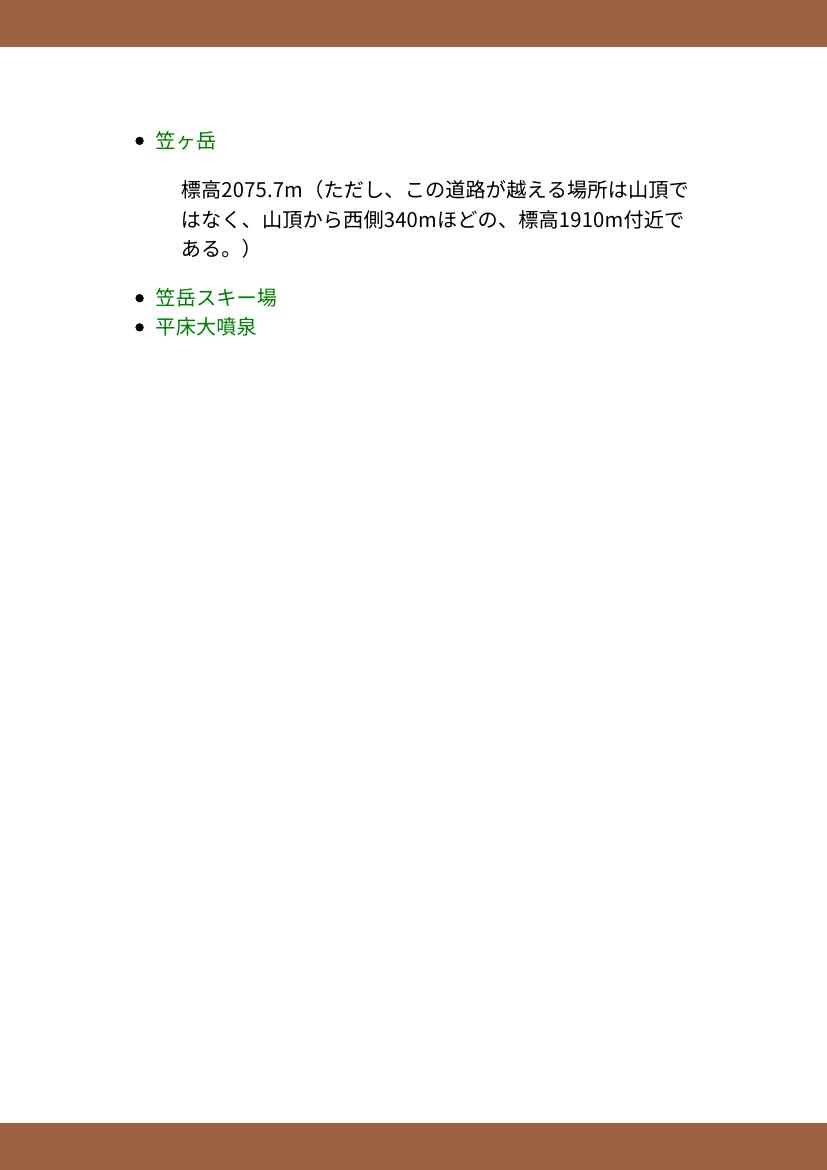 笠ヶ岳
標高2075.7m（ただし、この道路が越える場所は山頂で
はなく、山頂から西側340mほどの、標高1910m付近で
ある。）
笠岳スキー場
平床大噴泉